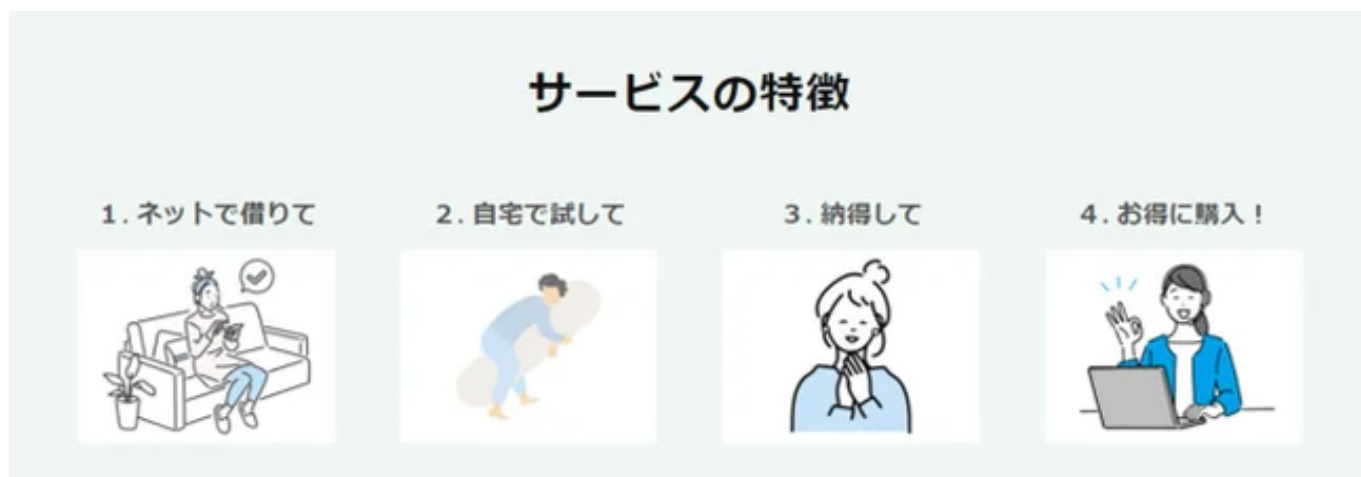 サービスの特徴
1. ネットで借りて
2. 自宅で試して
3. 納得して
4. お得に購入！